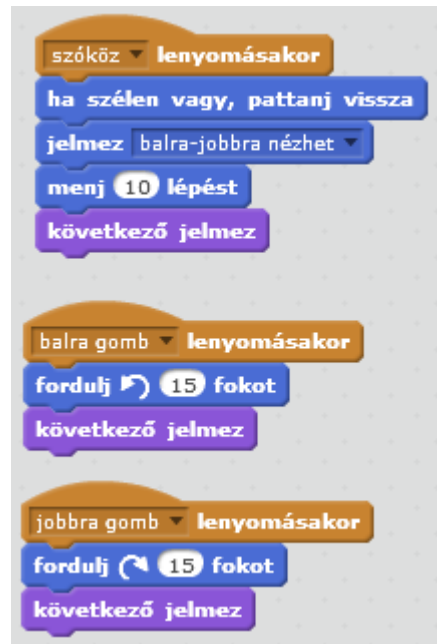 szóköz lenyomásakor
ha szélen vagy, pattanj vissza
jelmez balra-jobbra nézhet
menj 10 lépést
következő jelmez
balra gomb lenyomásakor
fordulj 15 fokot
következő jelmez
jobbra gomb lenyomásakor
fordulj 15 fokot
következő jelmez